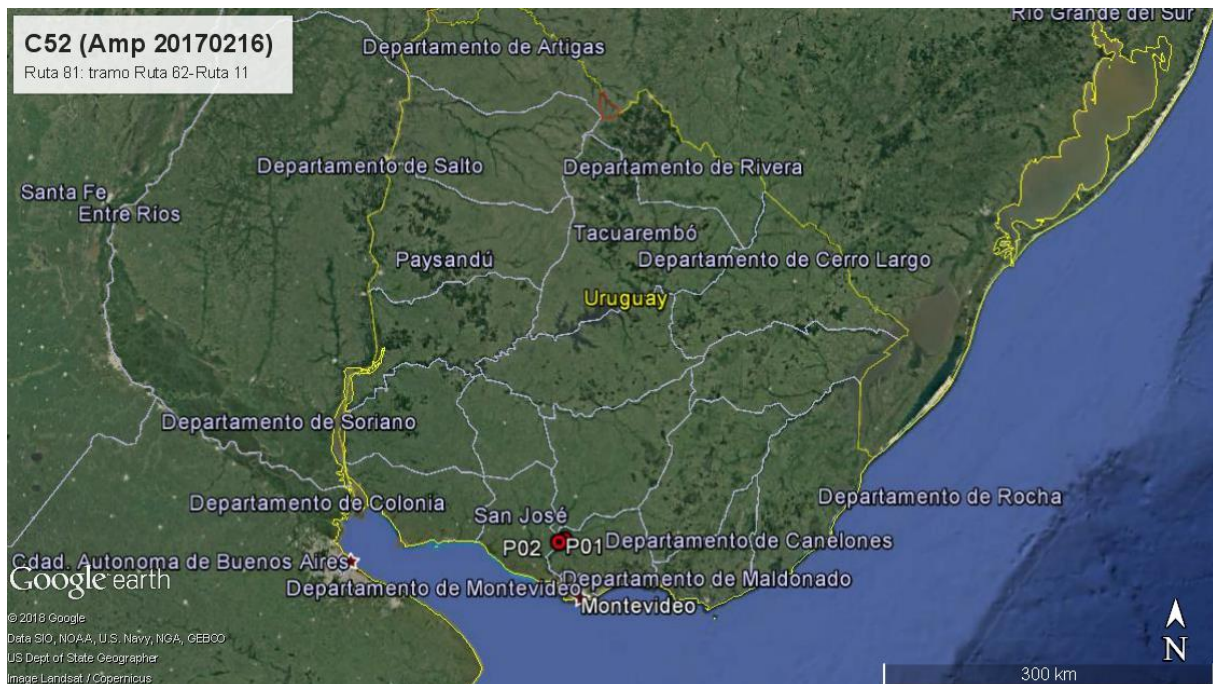 C52 (Amp 20170216)
Ruta 81: tramo Ruta 62-Ruta 11
Rio Grande del Sur
Departamento de Artigas
Departamento de Salto
Departamento de Rivera
Santa Fe
Entre Ríos
Tacuarembó
Paysandú
Departamento de Cerro Largo
Uruguay
Departamento de Soriano
Departamento de Colonia
Departamento de Rocha
San José
P02
P01
Departamento de Canelones
Cdad. Autonoma de Buenos Aires
Departamento de Montevideo
Departamento de Maldonado
Montevideo
Google earth
© 2018 Google
Data SIO, NOAA, U.S. Navy, NGA, GEBCO
US Dept of State Geographer
Image Landsat / Copernicus
N
300 km